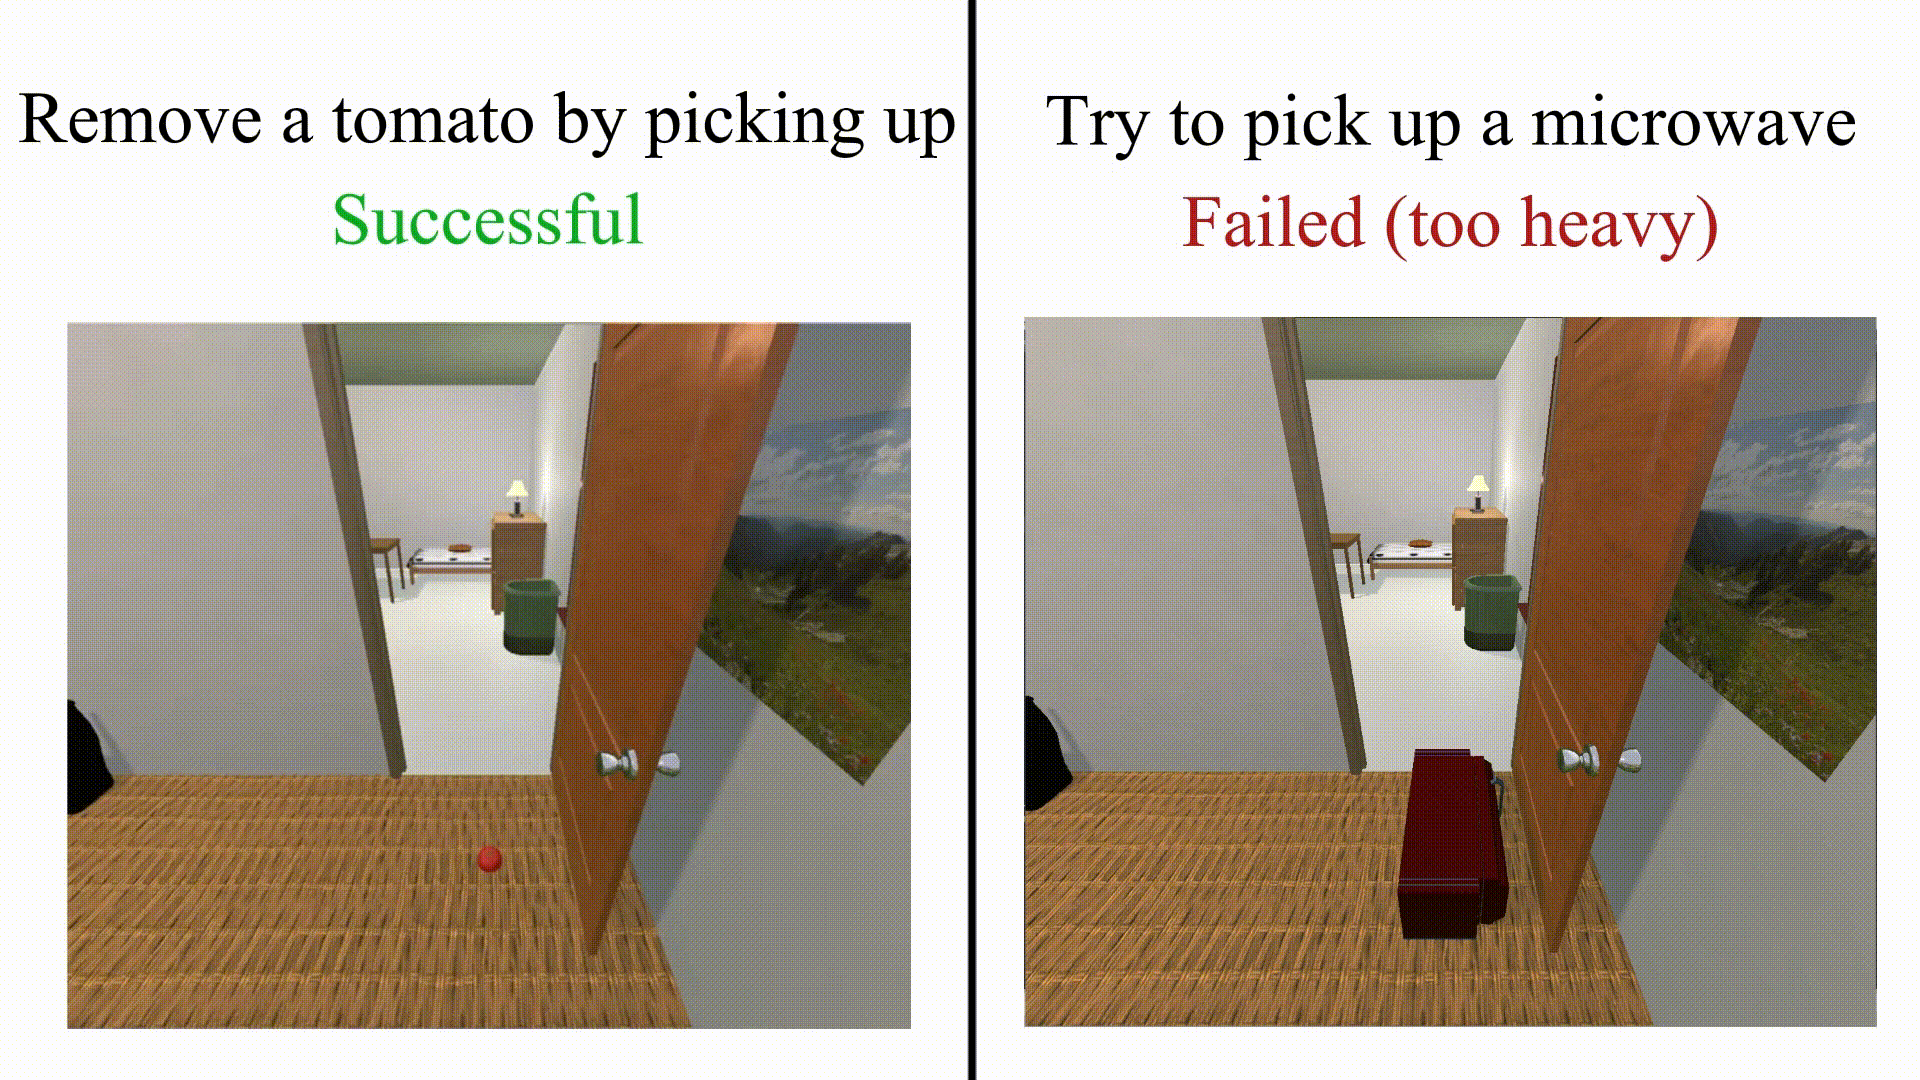 Remove a tomato by picking up
Successful
Try to pick up a microwave
Failed (too heavy)